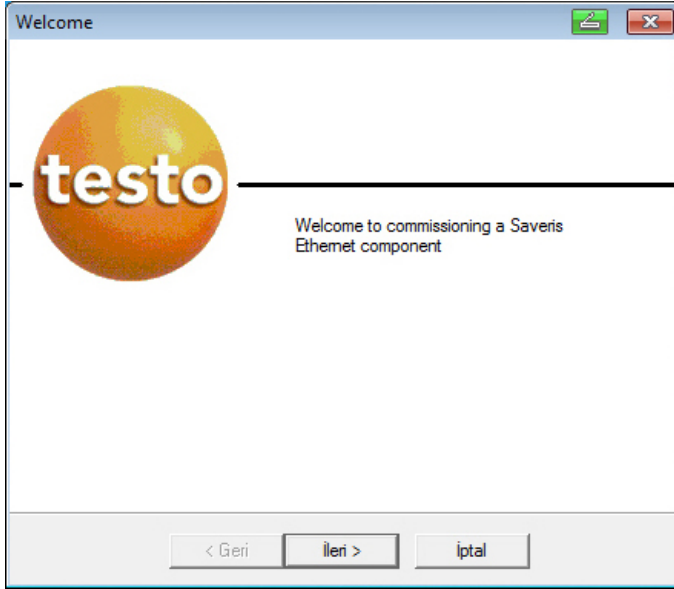 Welcome
testo
Welcome to commissioning a Saveris
Ethernet component
< Geri
İleri >
İptal